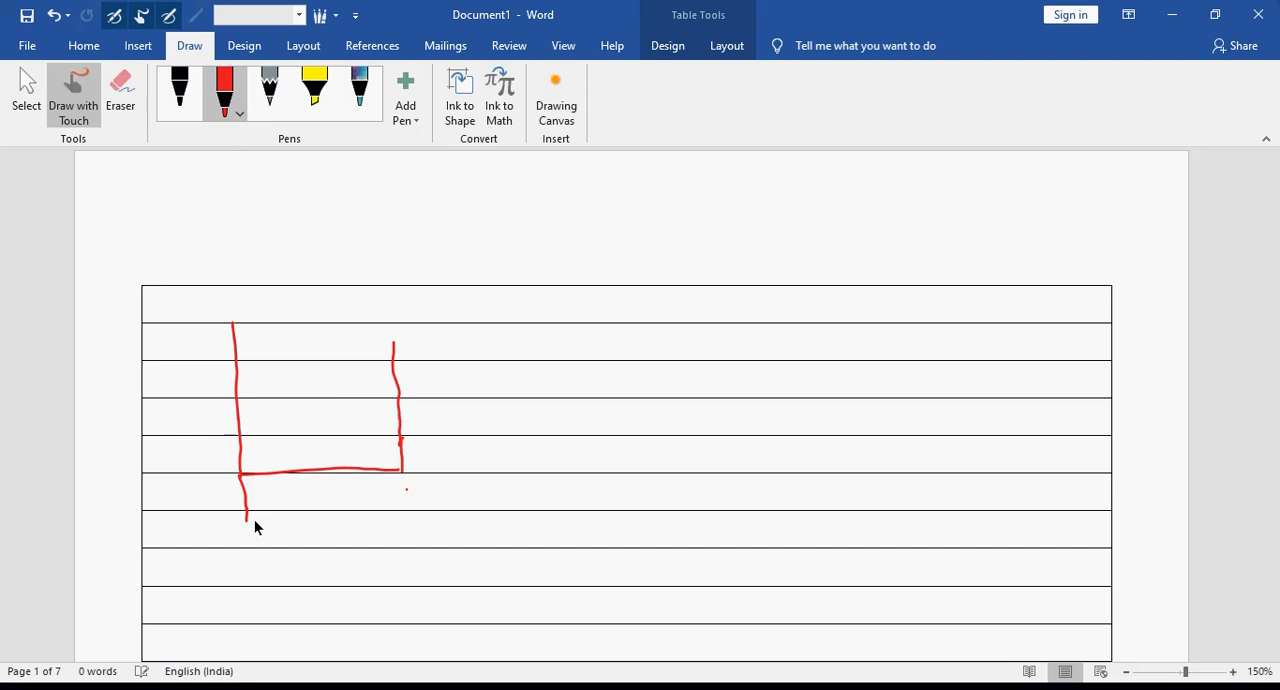 Document1 - Word
Table Tools
Sign in
File Home Insert Draw Design Layout References Mailings Review View Help Design Layout Tell me what you want to do Share
Select Draw with Touch Eraser Add Pen Ink to Shape Ink to Math Drawing Canvas
Tools Pens Convert Insert
Page 1 of 7 0 words English (India) 150%